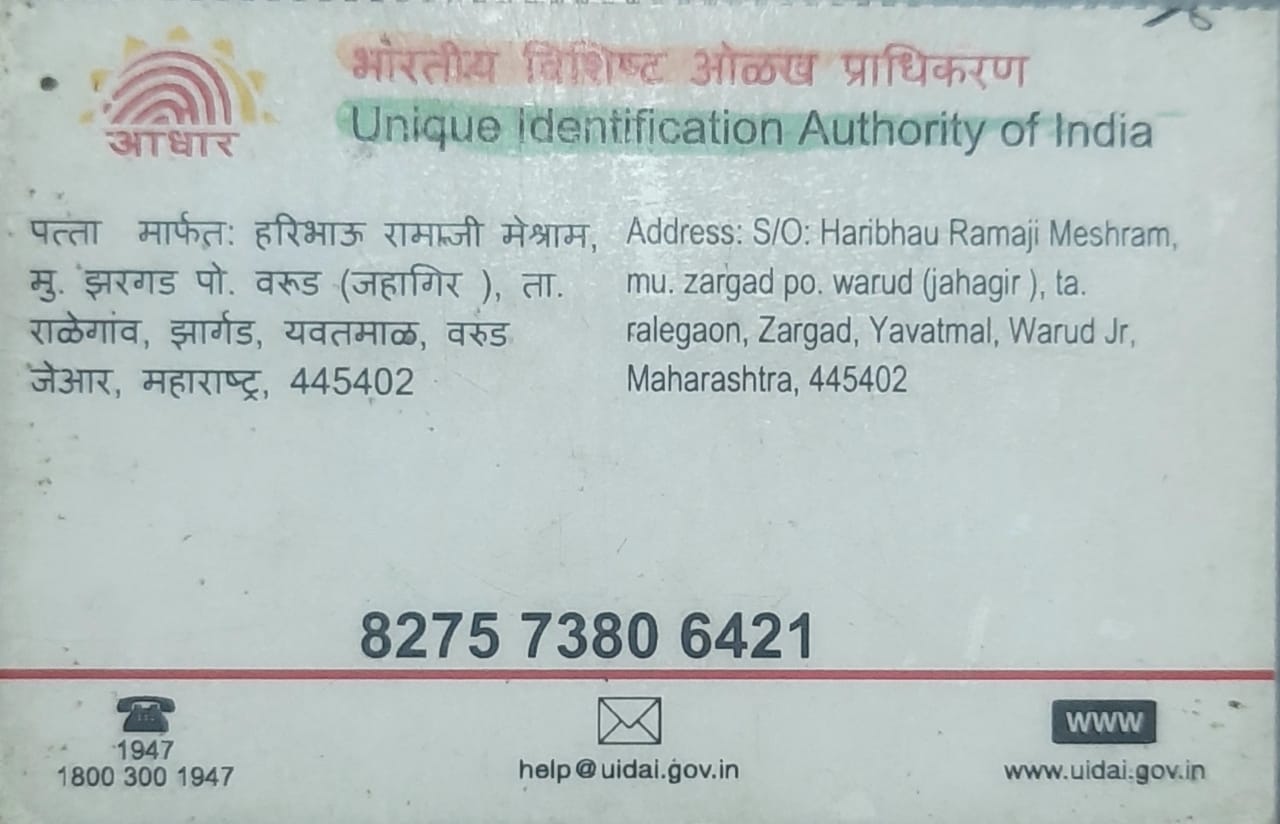 भारतीय विशिष्ट ओळख प्राधिकरण
Unique Identification Authority of India
आधार
पत्ता मार्फत: हरिभाऊ रामाजी मेश्राम,
मु. झरगड पो. वरुड (जहागिर ), ता.
राळेगांव, झार्गड, यवतमाळ, वरुड
जेआर, महाराष्ट्र, 445402
Address: S/O: Haribhau Ramaji Meshram,
mu. zargad po. warud (jahagir ), ta.
ralegaon, Zargad, Yavatmal, Warud Jr,
Maharashtra, 445402
8275 7380 6421
1947
1800 300 1947
help@uidai.gov.in
WWW
www.uidai.gov.in